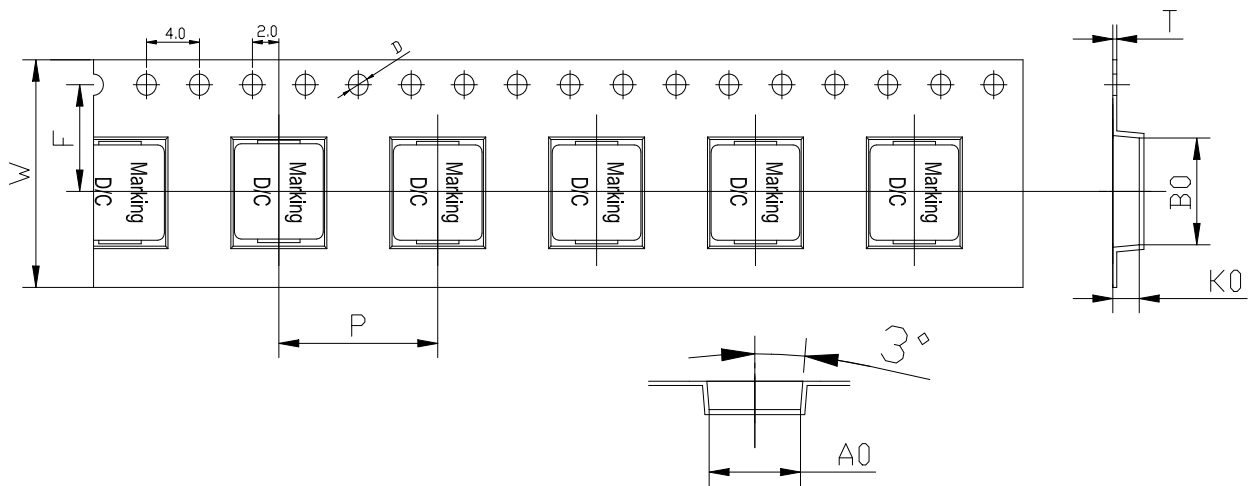 4.0
2.0
D
T
F
W
Marking
D/C
Marking
D/C
Marking
D/C
Marking
D/C
Marking
D/C
Marking
D/C
B0
K0
P
3°
A0